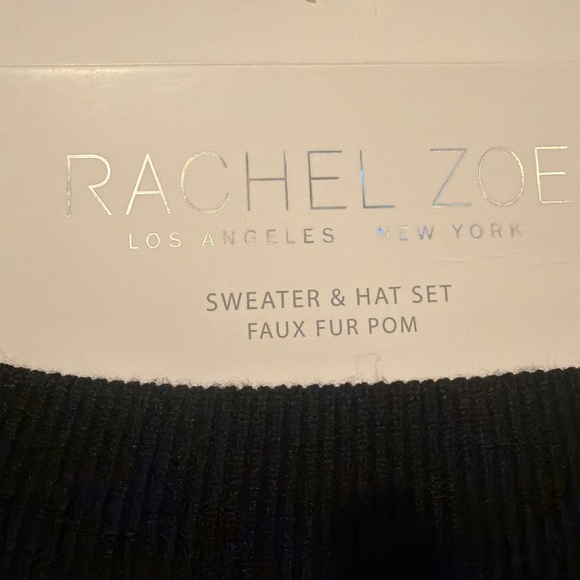 RACHEL ZOE
LOS ANGELES NEW YORK
SWEATER & HAT SET
FAUX FUR POM